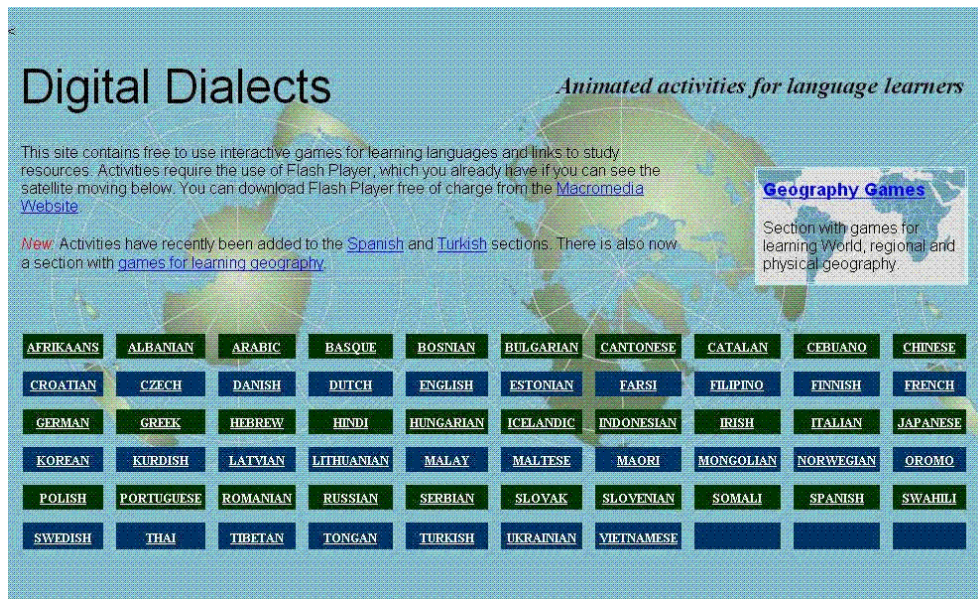 <
Digital Dialects
Animated activities for language learners
This site contains free to use interactive games for learning languages and links to study
resources. Activities require the use of Flash Player, which you already have if you can see the
satellite moving below. You can download Flash Player free of charge from the Macromedia
Website.
New: Activities have recently been added to the Spanish and Turkish sections. There is also now
a section with games for learning geography.
Geography Games
Section with games for
learning World, regional and
physical geography.
AFRIKAANS ALBANIAN ARABIC BASQUE BOSNIAN BULGARIAN CANTONESE CATALAN CEBUANO CHINESE
CROATIAN CZECH DANISH DUTCH ENGLISH ESTONIAN FARSI FILIPINO FINNISH FRENCH
GERMAN GREEK HEBREW HINDI HUNGARIAN ICELANDIC INDONESIAN IRISH ITALIAN JAPANESE
KOREAN KURDISH LATVIAN LITHUANIAN MALAY MALTESE MAORI MONGOLIAN NORWEGIAN OROMO
POLISH PORTUGUESE ROMANIAN RUSSIAN SERBIAN SLOVAK SLOVENIAN SOMALI SPANISH SWAHILI
SWEDISH THAI TIBETAN TONGAN TURKISH UKRAINIAN VIETNAMESE